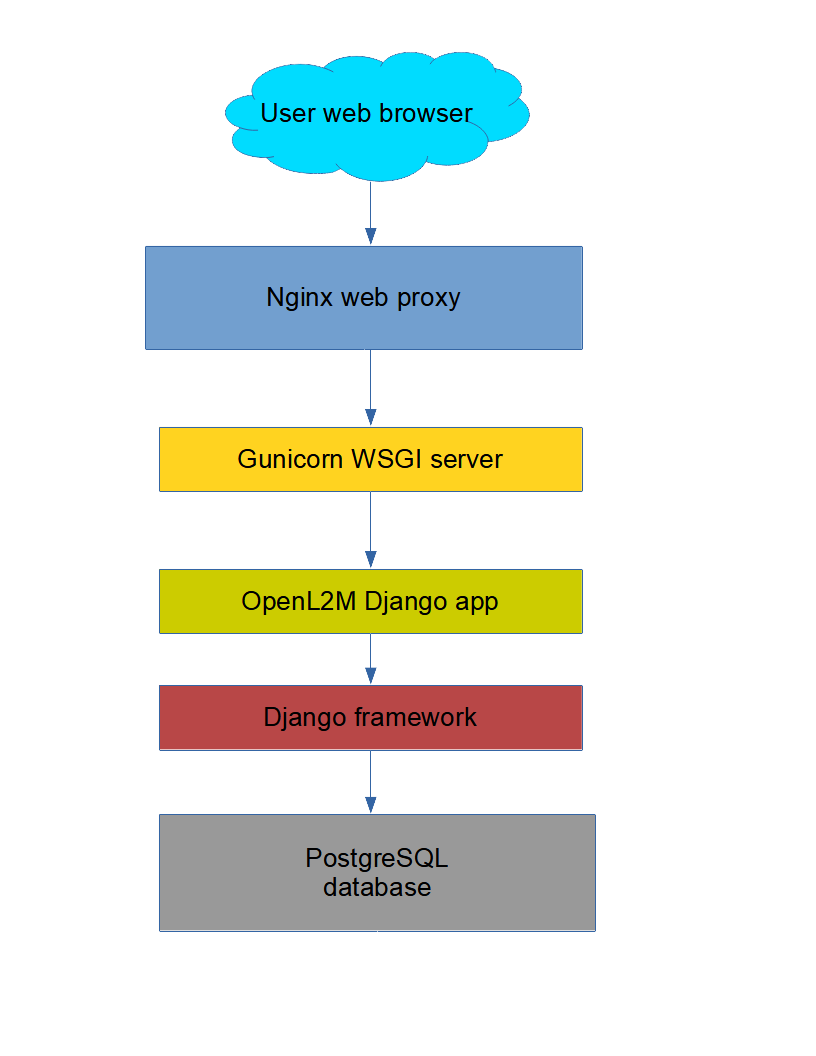 User web browser
Nginx web proxy
Gunicorn WSGI server
OpenL2M Django app
Django framework
PostgreSQL
database